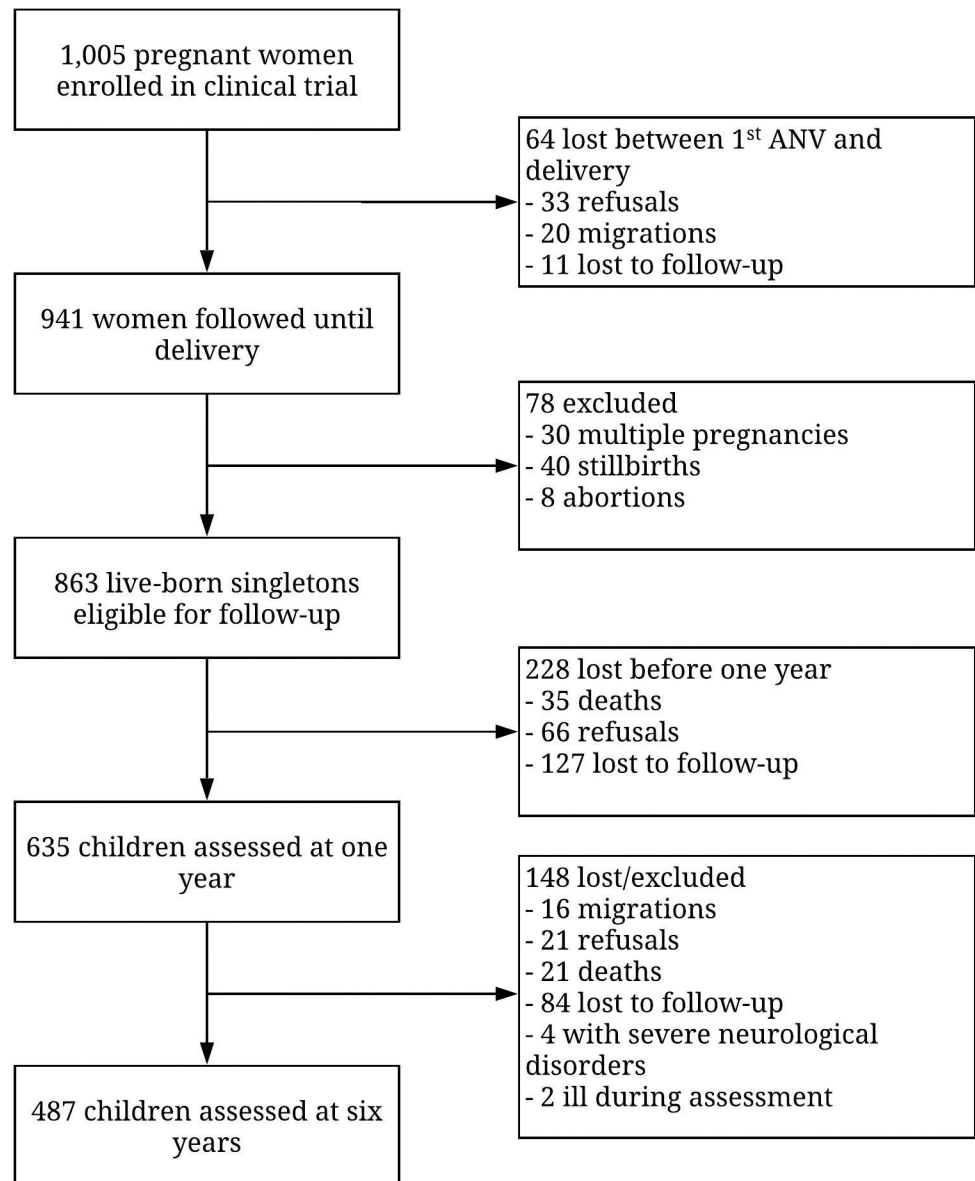 1,005 pregnant women
enrolled in clinical trial
64 lost between 1st ANV and
delivery
- 33 refusals
- 20 migrations
- 11 lost to follow-up
941 women followed until
delivery
78 excluded
- 30 multiple pregnancies
- 40 stillbirths
- 8 abortions
863 live-born singletons
eligible for follow-up
228 lost before one year
- 35 deaths
- 66 refusals
- 127 lost to follow-up
635 children assessed at one
year
148 lost/excluded
- 16 migrations
- 21 refusals
- 21 deaths
- 84 lost to follow-up
- 4 with severe neurological
disorders
- 2 ill during assessment
487 children assessed at six
years